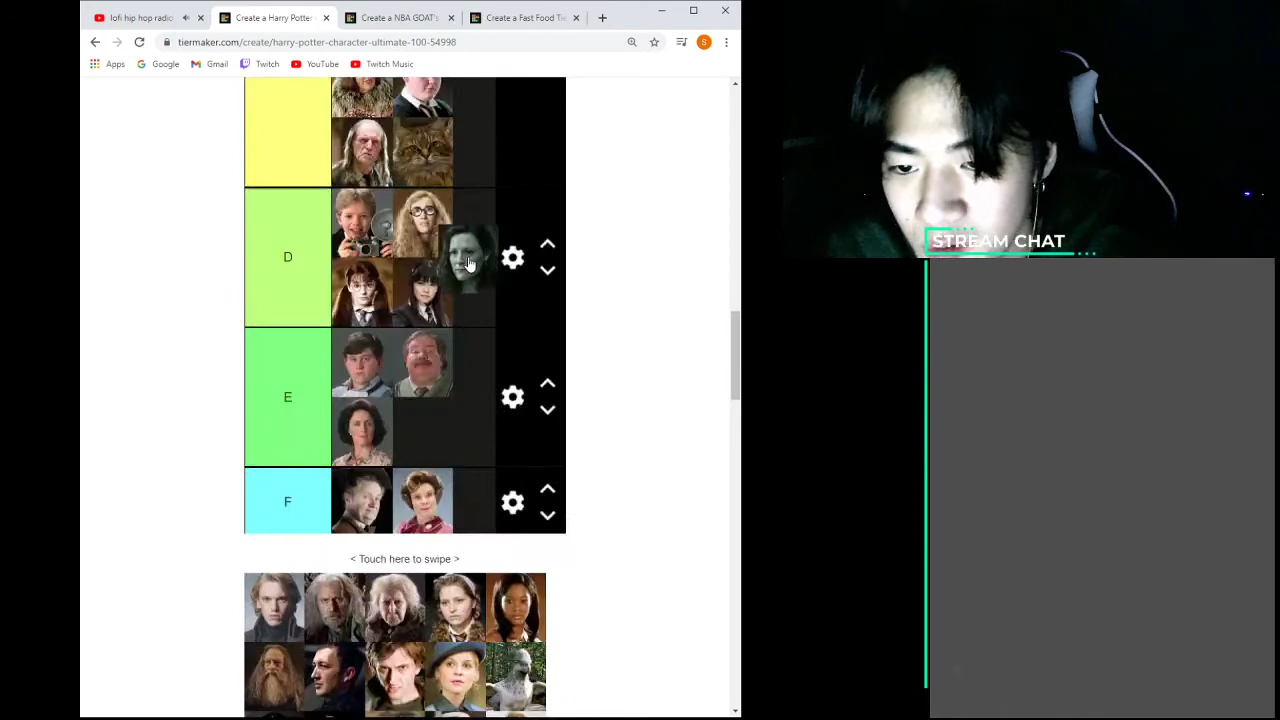 lofi hip hop radio
Create a Harry Potter
Create a NBA GOAT's
Create a Fast Food Tie
tiermaker.com/create/harry-potter-character-ultimate-100-54998
S
Apps
Google
Gmail
Twitch
YouTube
Twitch Music
D
E
F
< Touch here to swipe >
STREAM CHAT